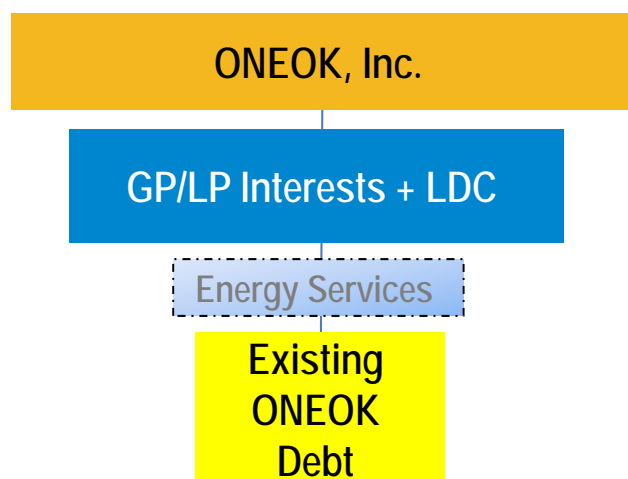 ONEOK, Inc.
GP/LP Interests + LDC
Energy Services
Existing
ONEOK
Debt